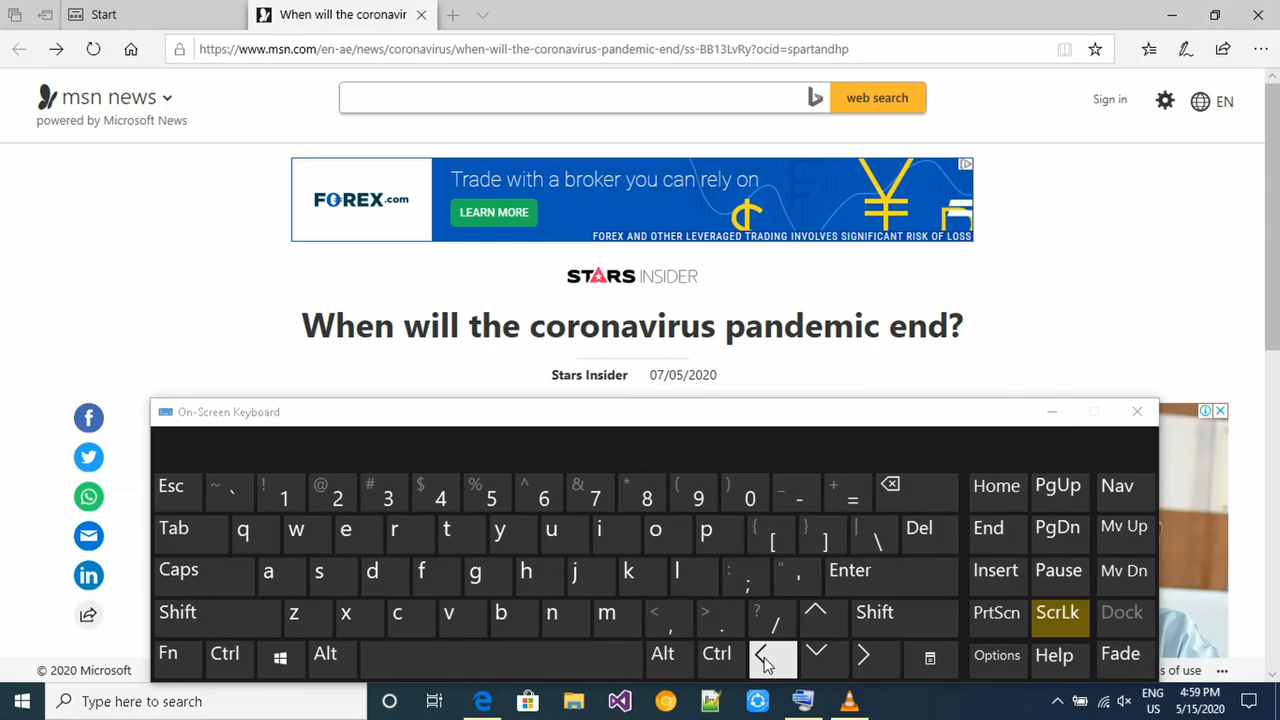 Start
When will the coronavir
https://www.msn.com/en-ae/news/coronavirus/when-will-the-coronavirus-pandemic-end/ss-BB13LvRy?ocid=spartandhp
msn news
powered by Microsoft News
web search
Sign in
EN
FOREX.com
Trade with a broker you can rely on
LEARN MORE
FOREX AND OTHER LEVERAGED TRADING INVOLVES SIGNIFICANT RISK OF LOSS
STARS INSIDER
When will the coronavirus pandemic end?
Stars Insider 07/05/2020
On-Screen Keyboard
Esc ~ ` ! 1 @ 2 # 3 $ 4 % 5 ^ 6 & 7 * 8 ( 9 ) 0 _ - + = Home PgUp Nav
Tab q w e r t y u i o p { [ } ] | \ Del End PgDn Mv Up
Caps a s d f g h j k l : ; " ' Enter Insert Pause Mv Dn
Shift z x c v b n m < , > . ? / Shift PrtScn ScrLk Dock
Fn Ctrl Alt Alt Ctrl Options Help Fade
© 2020 Microsoft
s of use
Type here to search
ENG
US
4:59 PM
5/15/2020